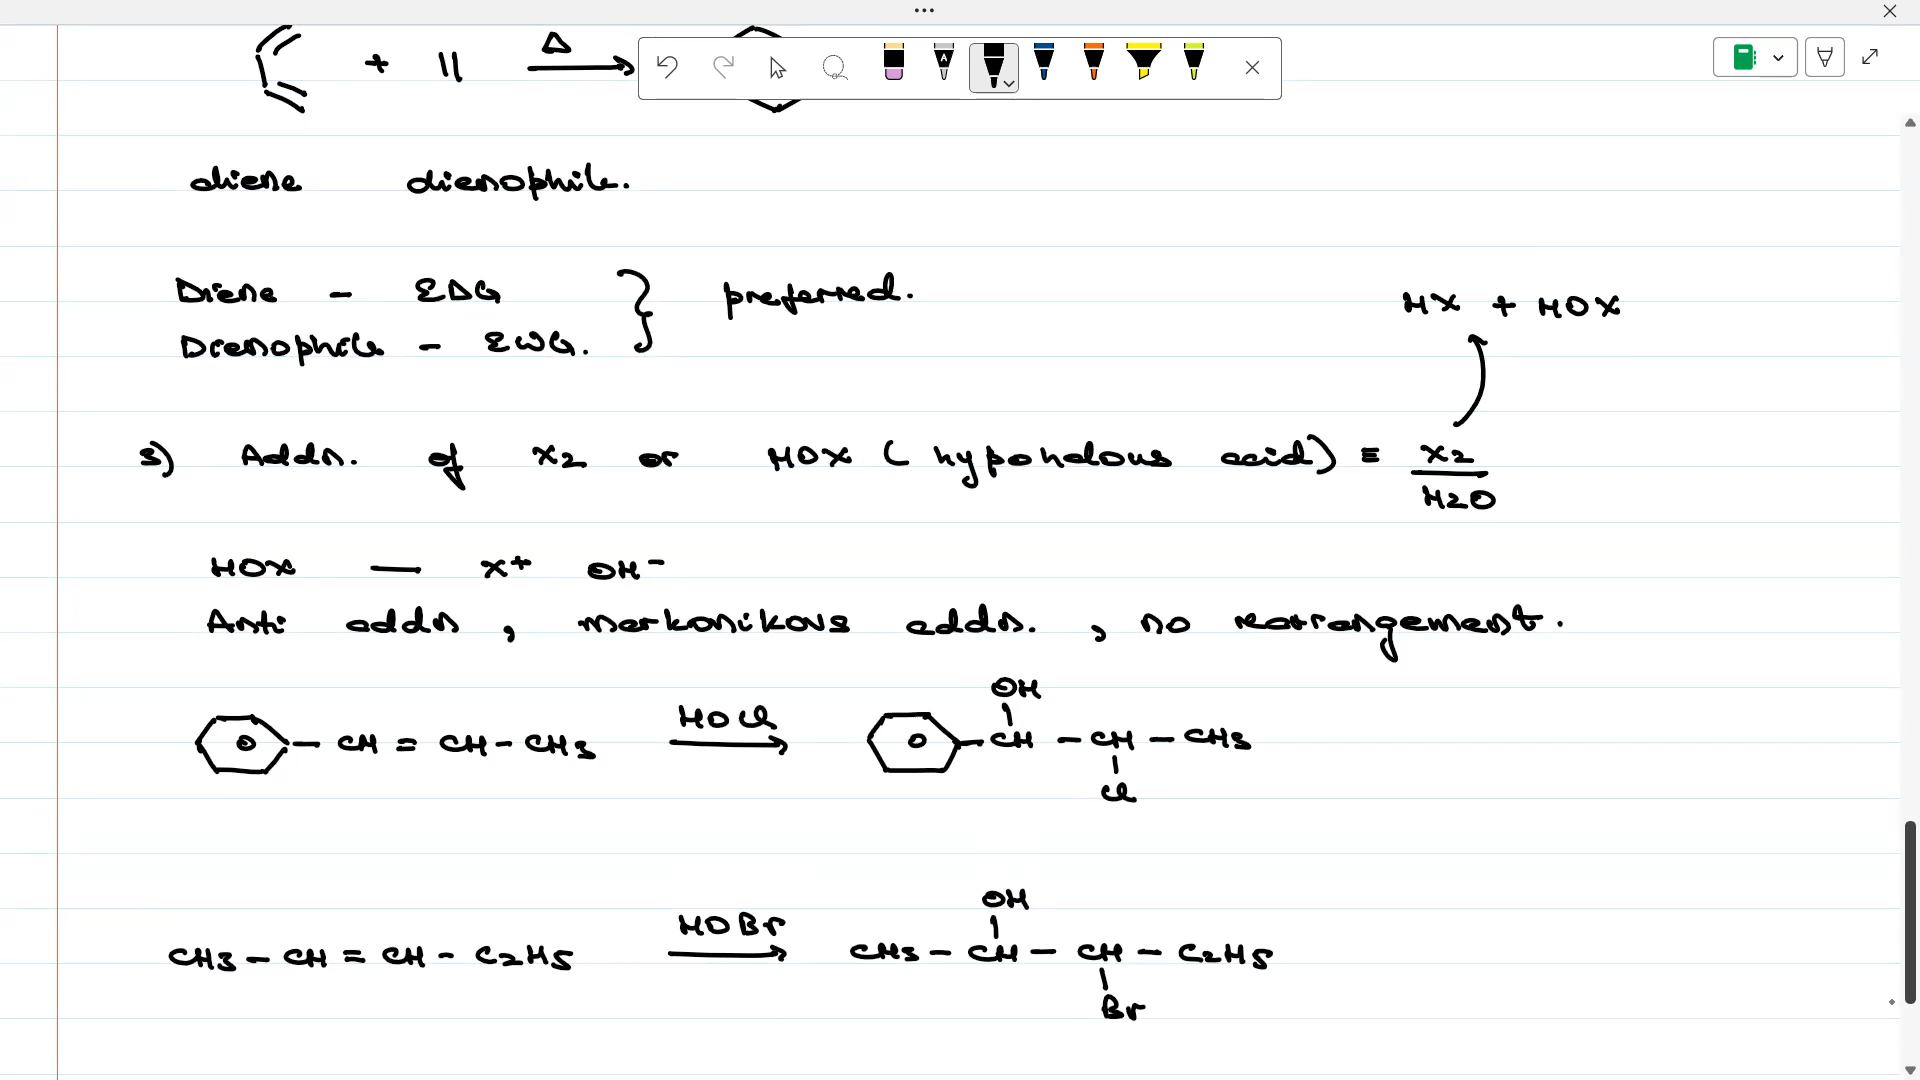 + || Δ
diene dienophile.
Diene - EDG } preferred.
Dienophile - EWG.
HX + HOX
3) Addn. of X2 or HOX (hypohalous acid) ≡ X2
H2O
HOX — X+ OH-
Anti addn, markonikovs addn. , no rearrangement.
OH
- CH = CH - CH3 HOCl - CH - CH - CH3
Cl
OH
CH3 - CH = CH - C2H5 HOBr CH3 - CH - CH - C2H5
Br